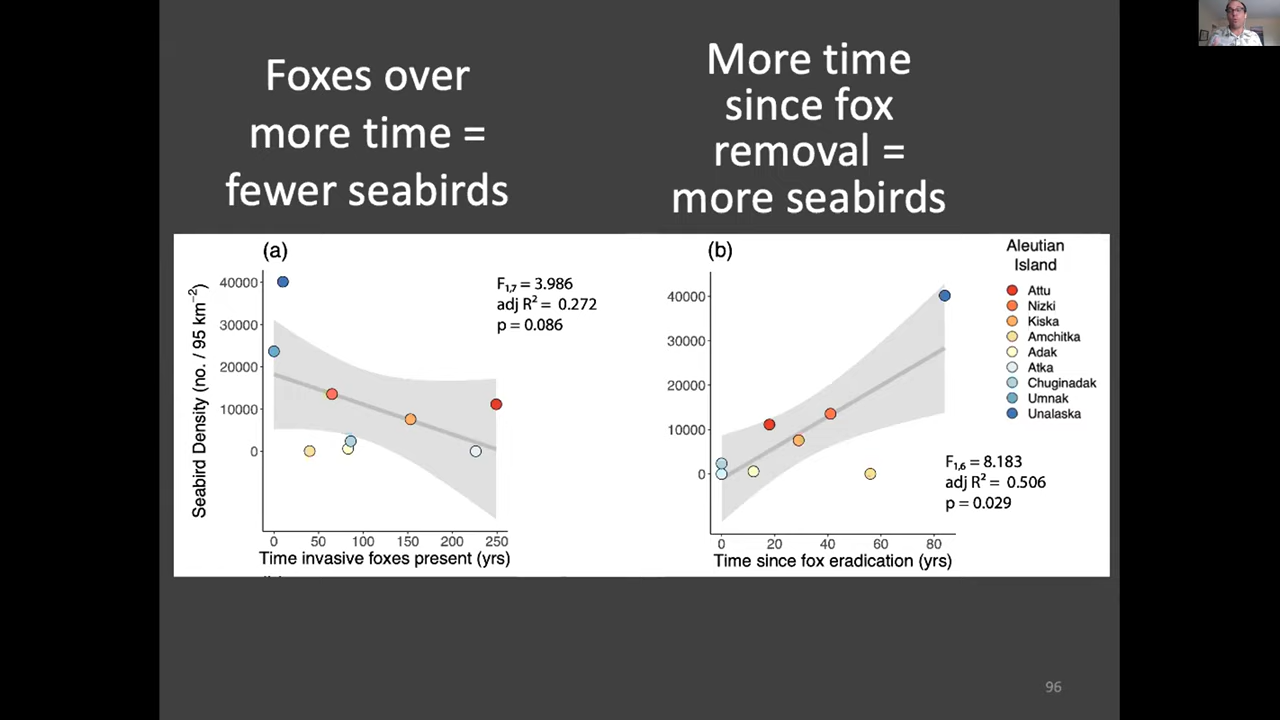 Foxes over
more time =
fewer seabirds
More time
since fox
removal =
more seabirds
(a)
Seabird Density (no. / 95 km⁻²)
40000
30000
20000
10000
0
F₁,₇ = 3.986
adj R² = 0.272
p = 0.086
0 50 100 150 200 250
Time invasive foxes present (yrs)
(b)
40000
30000
20000
10000
0
F₁,₆ = 8.183
adj R² = 0.506
p = 0.029
0 20 40 60 80
Time since fox eradication (yrs)
Aleutian
Island
Attu
Nizki
Kiska
Amchitka
Adak
Atka
Chuginadak
Umnak
Unalaska
96